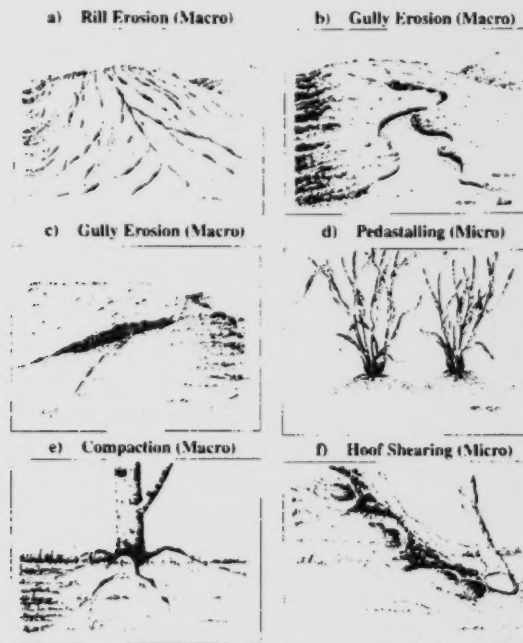 a) Rill Erosion (Macro)
b) Gully Erosion (Macro)
c) Gully Erosion (Macro)
d) Pedastalling (Micro)
e) Compaction (Macro)
f) Hoof Shearing (Micro)